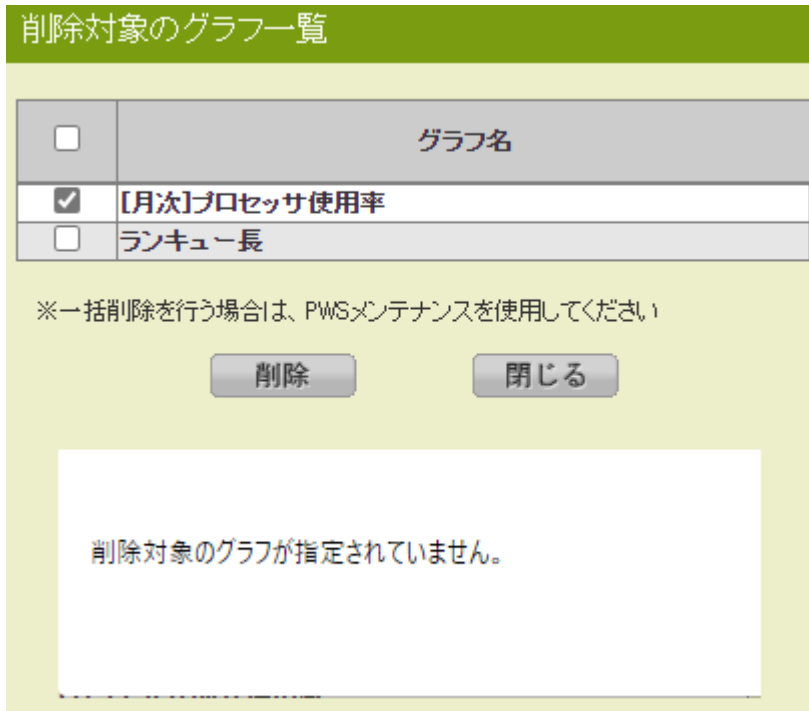 削除対象のグラフ一覧
グラフ名
[月次]プロセッサ使用率
ランキュー長
※一括削除を行う場合は、PWSメンテナンスを使用してください
削除 閉じる
削除対象のグラフが指定されていません。